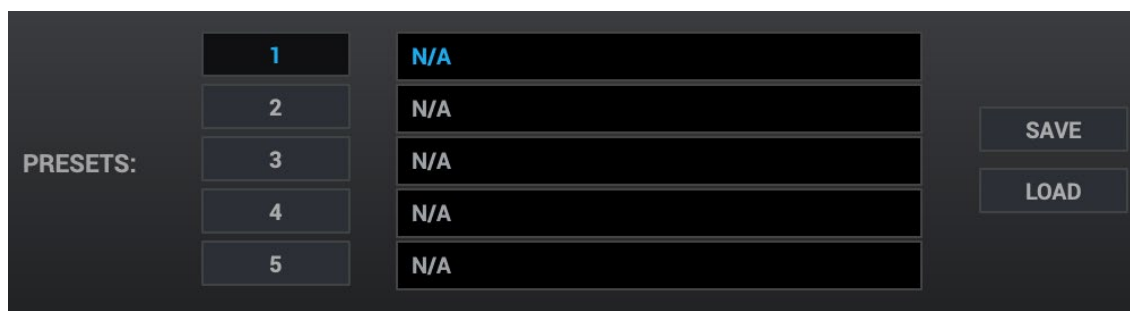 1 N/A
2 N/A
SAVE
PRESETS: 3 N/A
LOAD
4 N/A
5 N/A